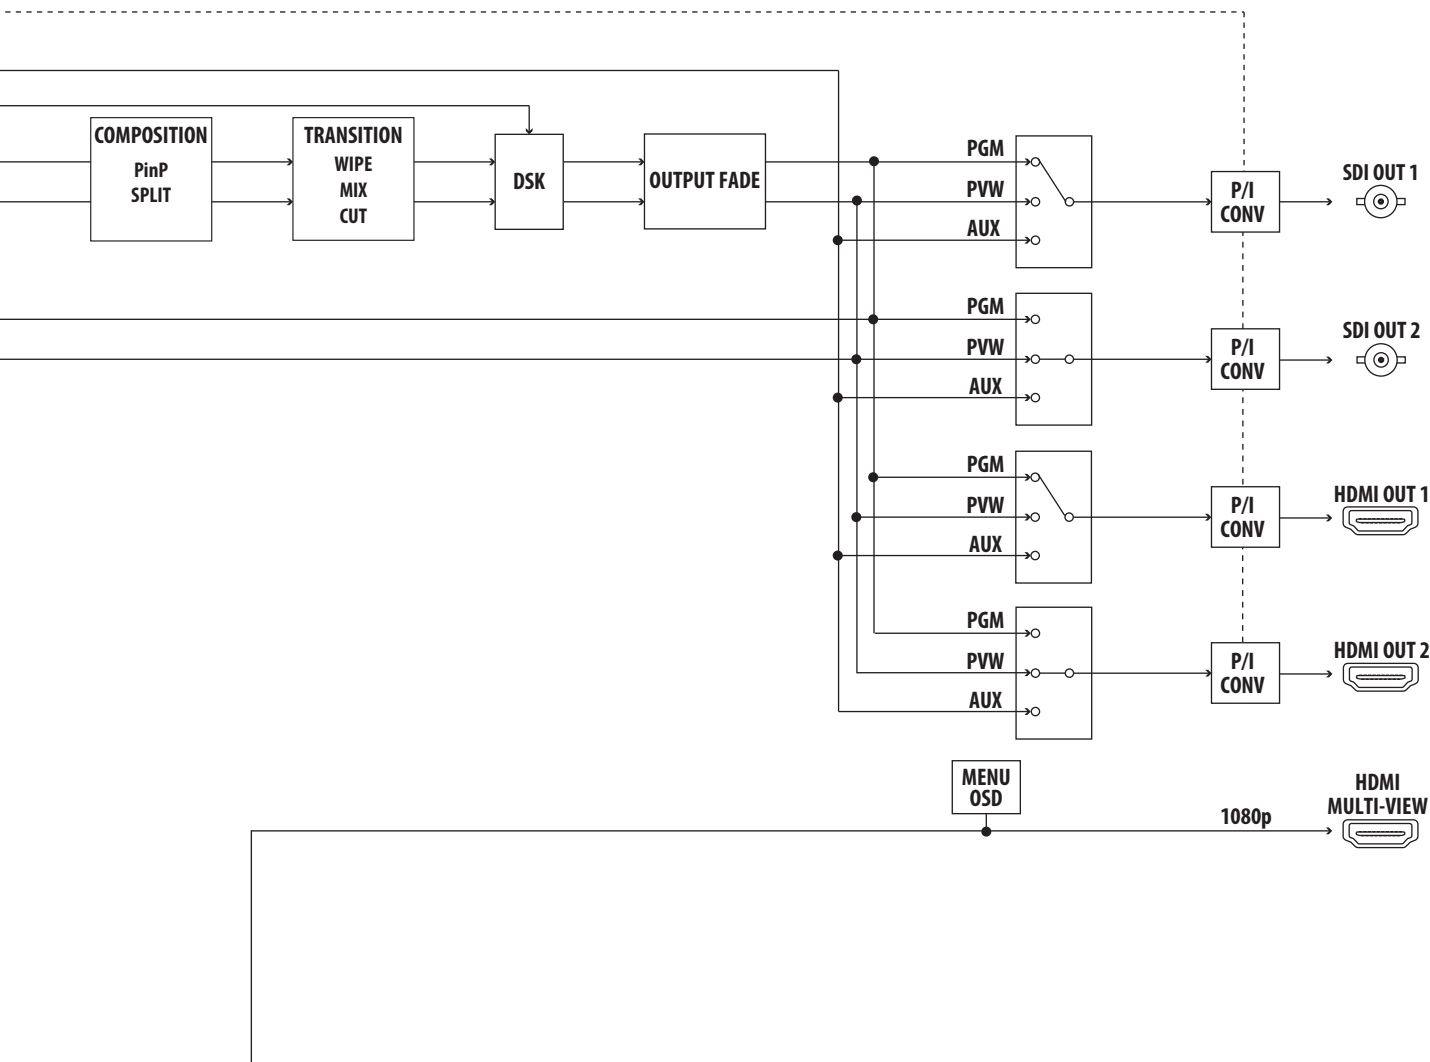 COMPOSITION
PinP
SPLIT
TRANSITION
WIPE
MIX
CUT
DSK
OUTPUT FADE
PGM
PVW
AUX
P/I
CONV
SDI OUT 1
PGM
PVW
AUX
P/I
CONV
SDI OUT 2
PGM
PVW
AUX
P/I
CONV
HDMI OUT 1
PGM
PVW
AUX
P/I
CONV
HDMI OUT 2
MENU
OSD
1080p
HDMI
MULTI-VIEW